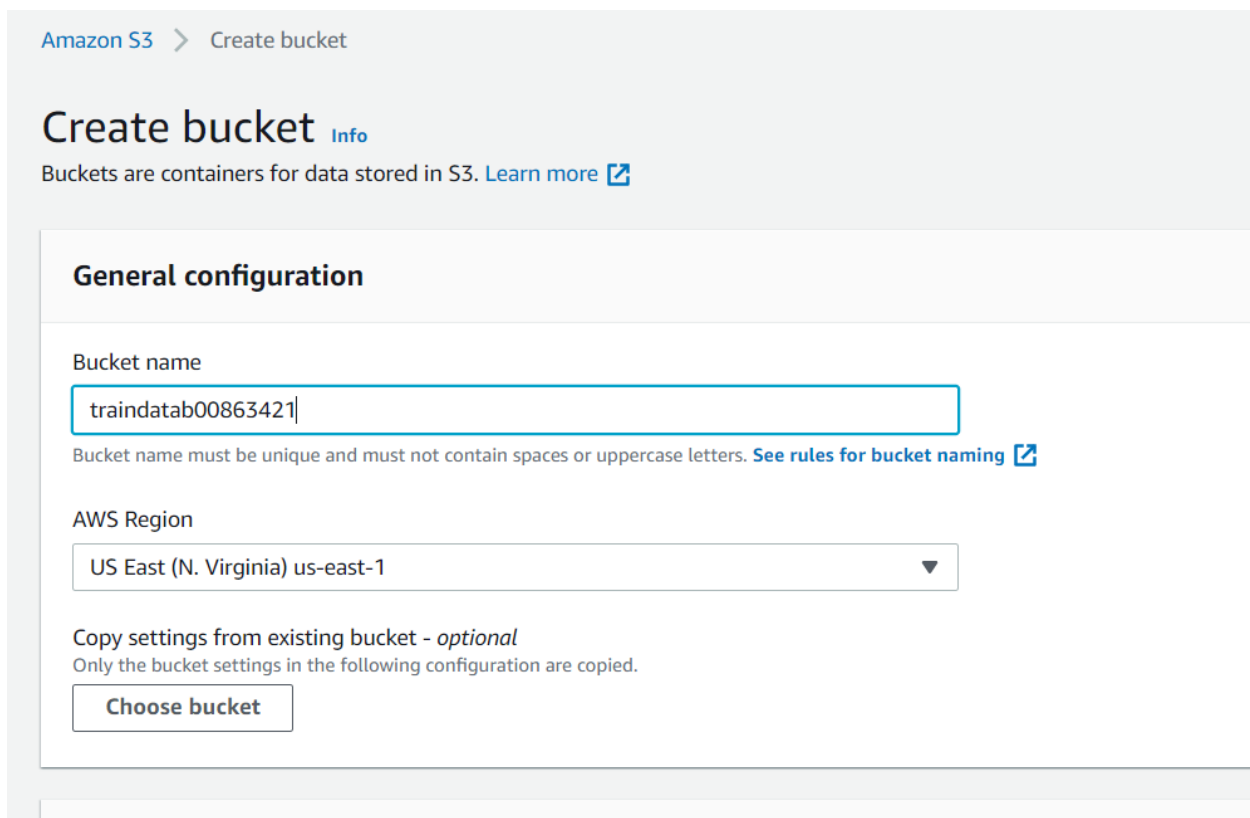 Amazon S3 > Create bucket
Create bucket Info
Buckets are containers for data stored in S3. Learn more
General configuration
Bucket name
traindatab00863421
Bucket name must be unique and must not contain spaces or uppercase letters. See rules for bucket naming
AWS Region
US East (N. Virginia) us-east-1
Copy settings from existing bucket - optional
Only the bucket settings in the following configuration are copied.
Choose bucket